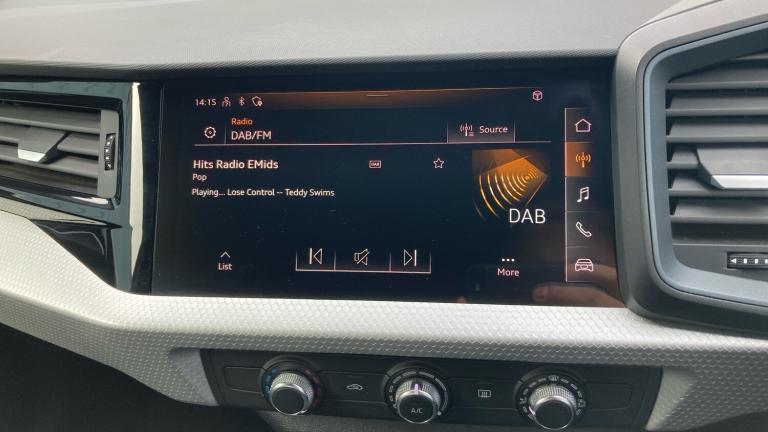 14:15
Radio
DAB/FM
Source
Hits Radio EMids
DAB
Pop
Playing... Lose Control -- Teddy Swims
DAB
List
More
A/C